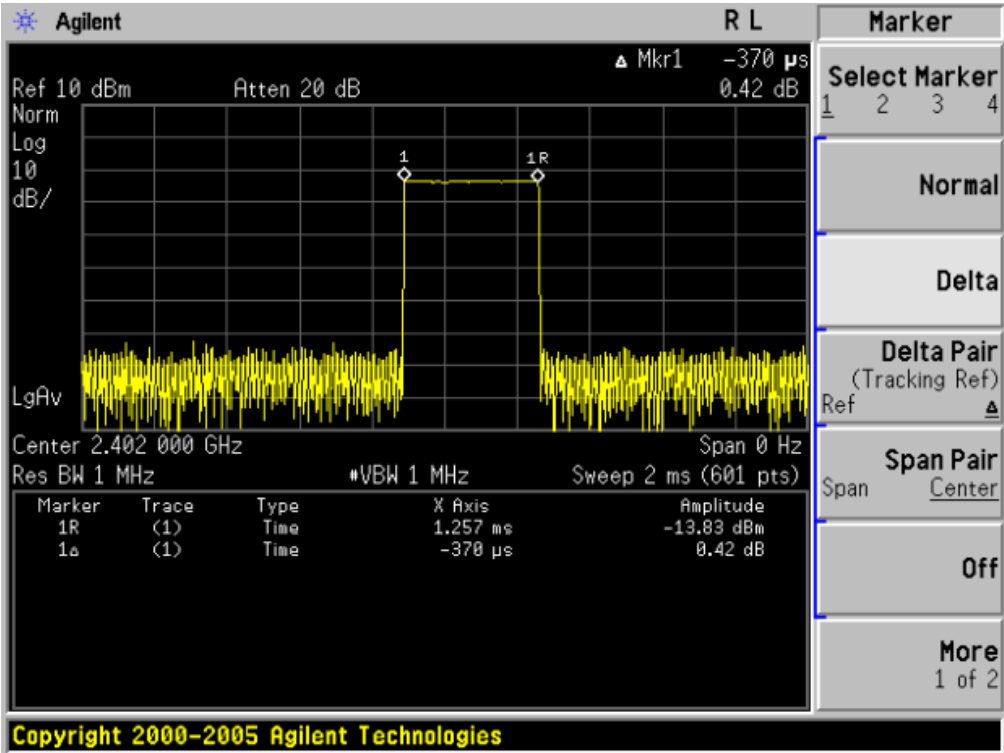 Agilent R L
Δ Mkr1 -370 µs
Ref 10 dBm Atten 20 dB 0.42 dB
Norm
Log
10
dB/
1 1R
LgAv
Center 2.402 000 GHz Span 0 Hz
Res BW 1 MHz #VBW 1 MHz Sweep 2 ms (601 pts)
Marker Trace Type X Axis Amplitude
1R (1) Time 1.257 ms -13.83 dBm
1Δ (1) Time -370 µs 0.42 dB
Copyright 2000-2005 Agilent Technologies
Marker
Select Marker
1 2 3 4
Normal
Delta
Delta Pair
(Tracking Ref)
Ref Δ
Span Pair
Span Center
Off
More
1 of 2